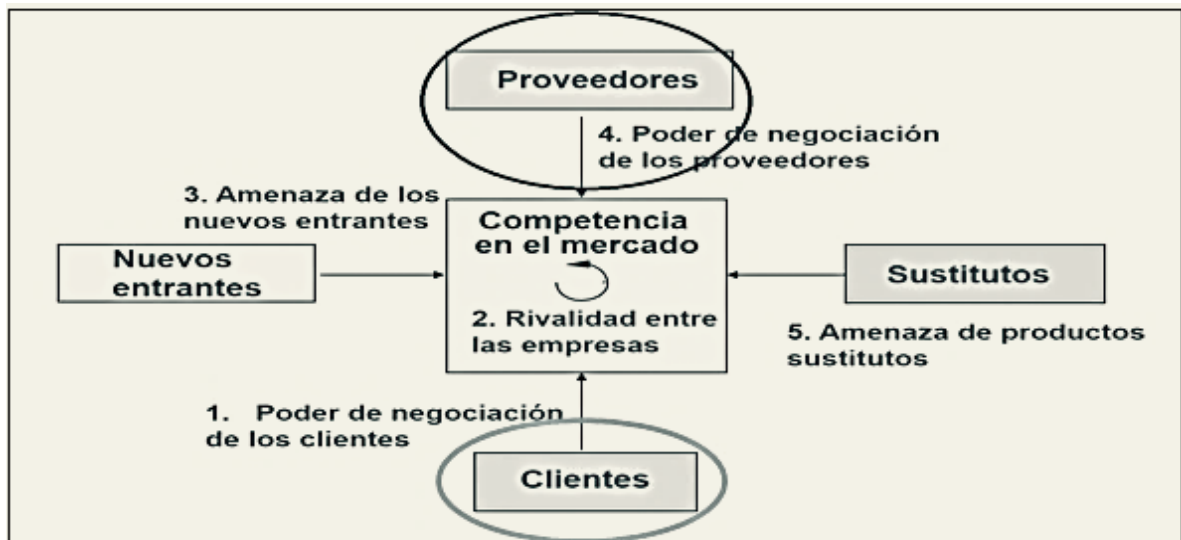 Proveedores
4. Poder de negociación
de los proveedores
3. Amenaza de los
nuevos entrantes
Competencia
en el mercado
Nuevos
entrantes
Sustitutos
2. Rivalidad entre
las empresas
5. Amenaza de productos
sustitutos
1. Poder de negociación
de los clientes
Clientes